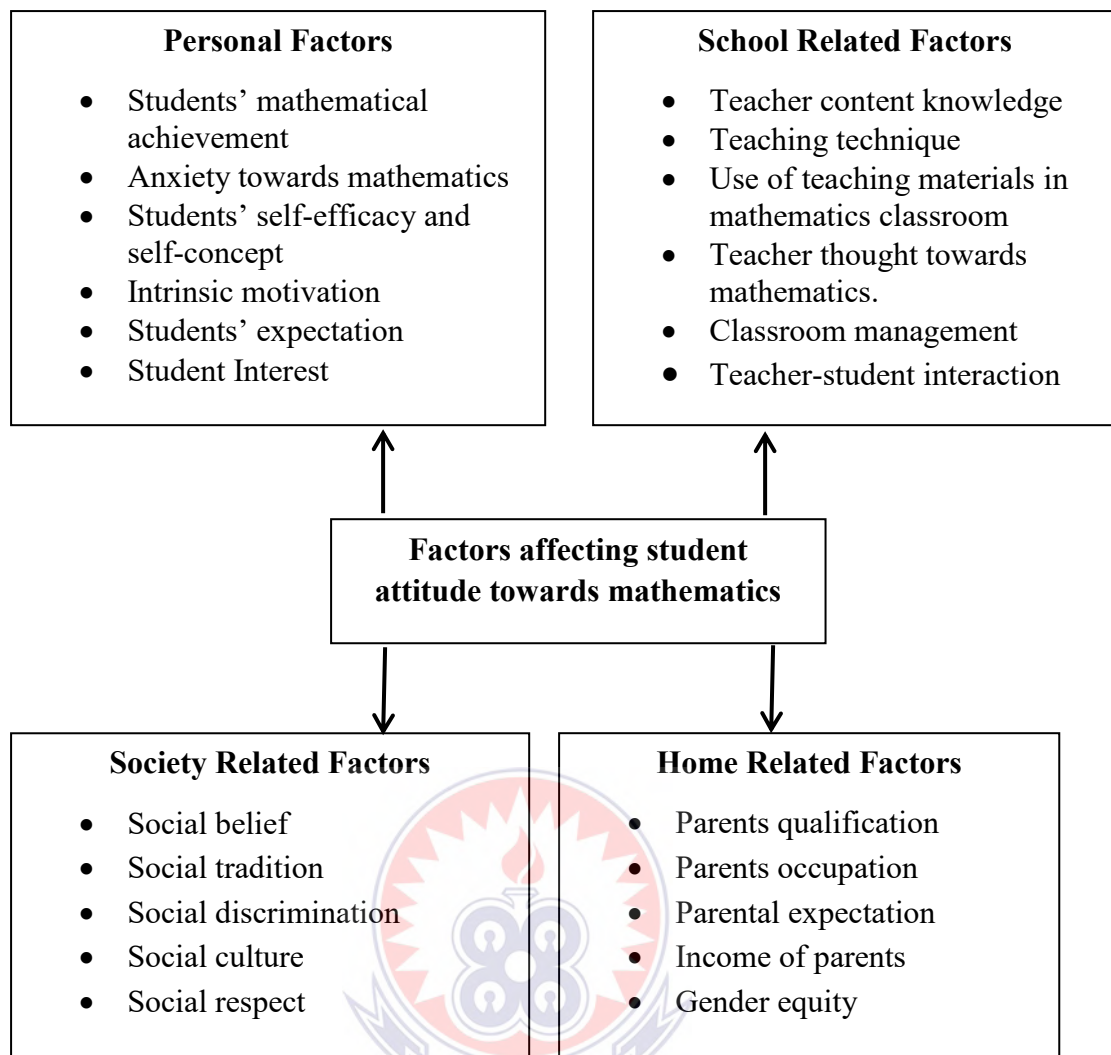 Personal Factors
• Students’ mathematical
achievement
• Anxiety towards mathematics
• Students’ self-efficacy and
self-concept
• Intrinsic motivation
• Students’ expectation
• Student Interest
School Related Factors
• Teacher content knowledge
• Teaching technique
• Use of teaching materials in
mathematics classroom
• Teacher thought towards
mathematics.
• Classroom management
• Teacher-student interaction
Factors affecting student
attitude towards mathematics
Society Related Factors
• Social belief
• Social tradition
• Social discrimination
• Social culture
• Social respect
Home Related Factors
• Parents qualification
• Parents occupation
• Parental expectation
• Income of parents
• Gender equity